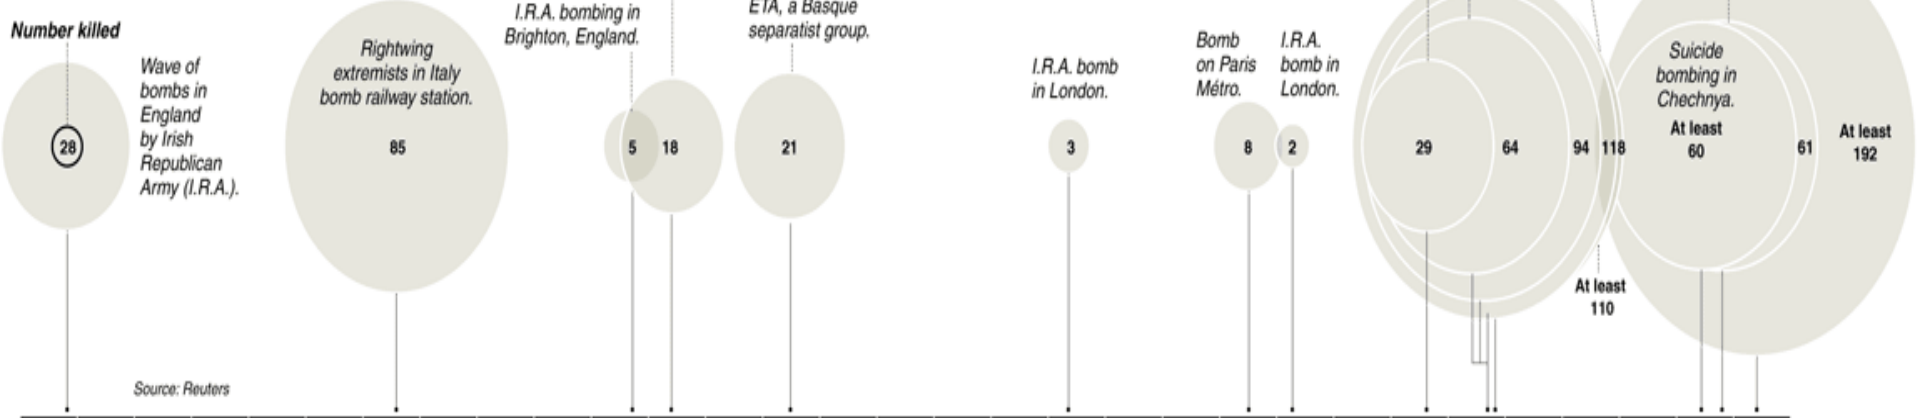 Number killed
28
Wave of
bombs in
England
by Irish
Republican
Army (I.R.A.).
Rightwing
extremists in Italy
bomb railway station.
85
I.R.A. bombing in
Brighton, England.
5
18
ETA, a Basque
separatist group.
21
I.R.A. bomb
in London.
3
Bomb
on Paris
Métro.
8
I.R.A.
bomb in
London.
2
29
64
94
118
At least
110
Suicide
bombing in
Chechnya.
At least
60
61
At least
192
Source: Reuters